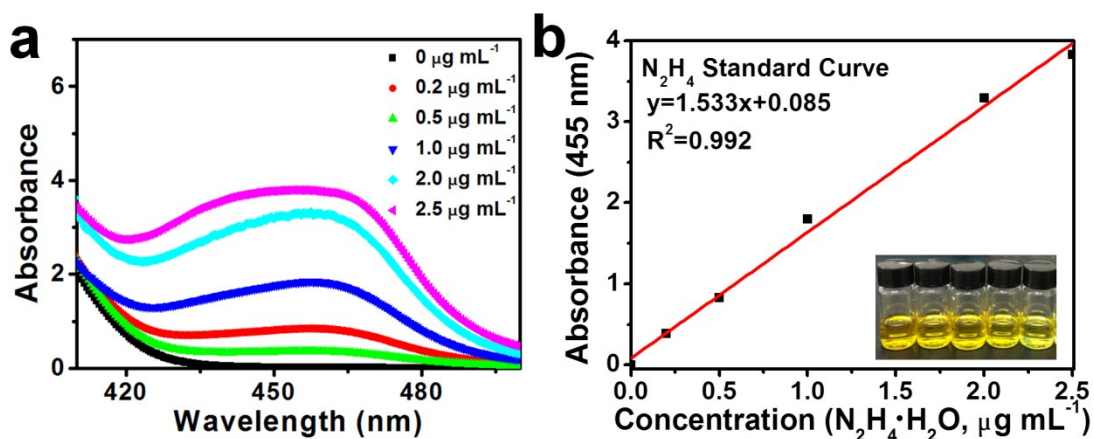 a
6
4
2
0
420
450
480
Absorbance
Wavelength (nm)
0 μg mL⁻¹
0.2 μg mL⁻¹
0.5 μg mL⁻¹
1.0 μg mL⁻¹
2.0 μg mL⁻¹
2.5 μg mL⁻¹
b
4
3
2
1
0
0.0
0.5
1.0
1.5
2.0
2.5
Absorbance (455 nm)
Concentration (N₂H₄·H₂O, μg mL⁻¹)
N₂H₄ Standard Curve
y=1.533x+0.085
R²=0.992